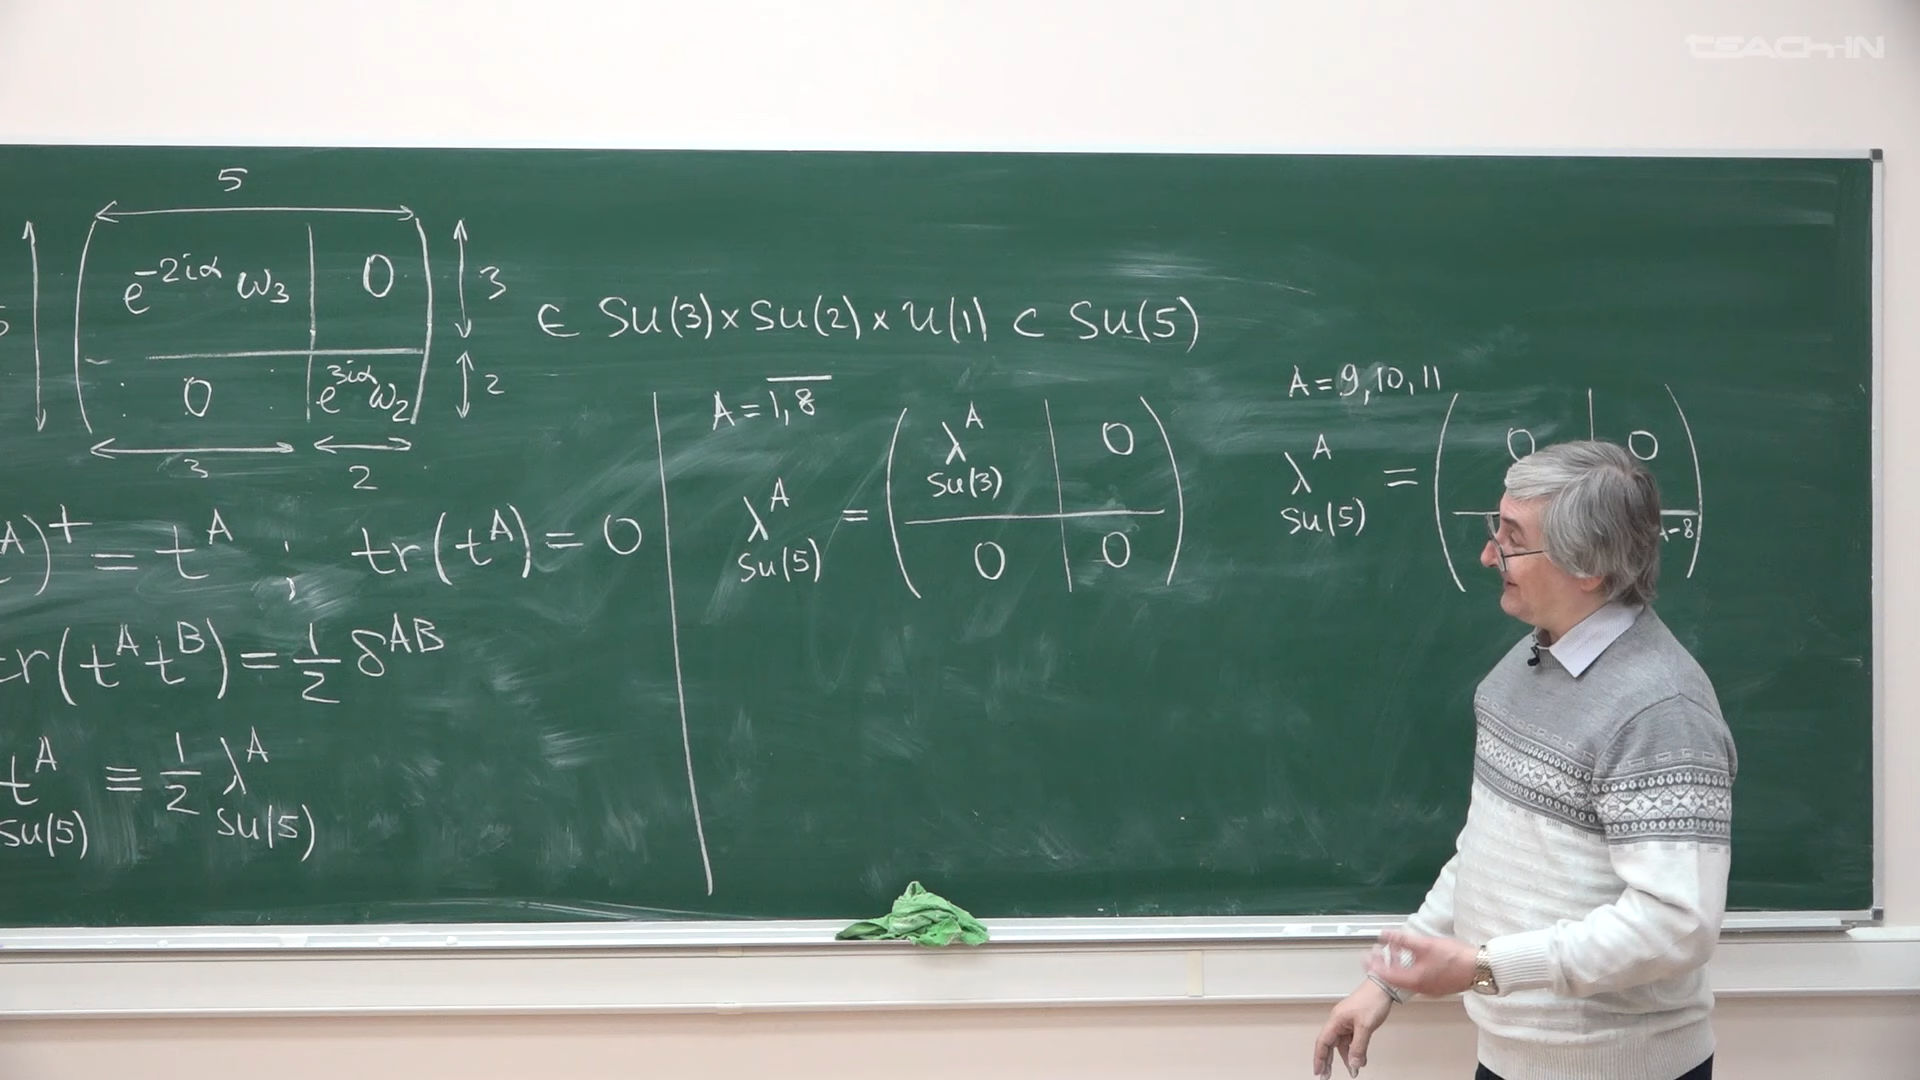 TEACH-IN
5
e^{-2iα} ω_3 | 0
0 | e^{3iα} ω_2
3
2
3
2
∈ SU(3) × SU(2) × U(1) ⊂ SU(5)
)^+ = t^A ; tr(t^A) = 0
tr(t^A t^B) = 1/2 δ^{AB}
t^A_{SU(5)} ≡ 1/2 λ^A_{SU(5)}
A = \overline{1,8}
λ^A_{SU(5)} = ( λ^A_{SU(3)} | 0
0 | 0 )
A = 9, 10, 11
λ^A_{SU(5)} = ( 0 | 0
-8 )